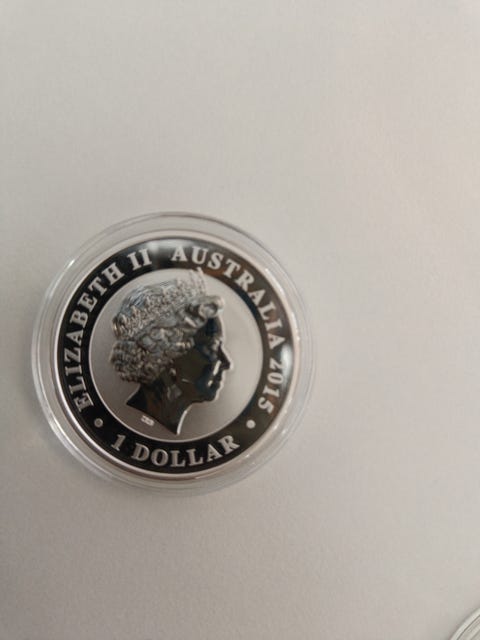 ELIZABETH II AUSTRALIA 2015
• 1 DOLLAR •